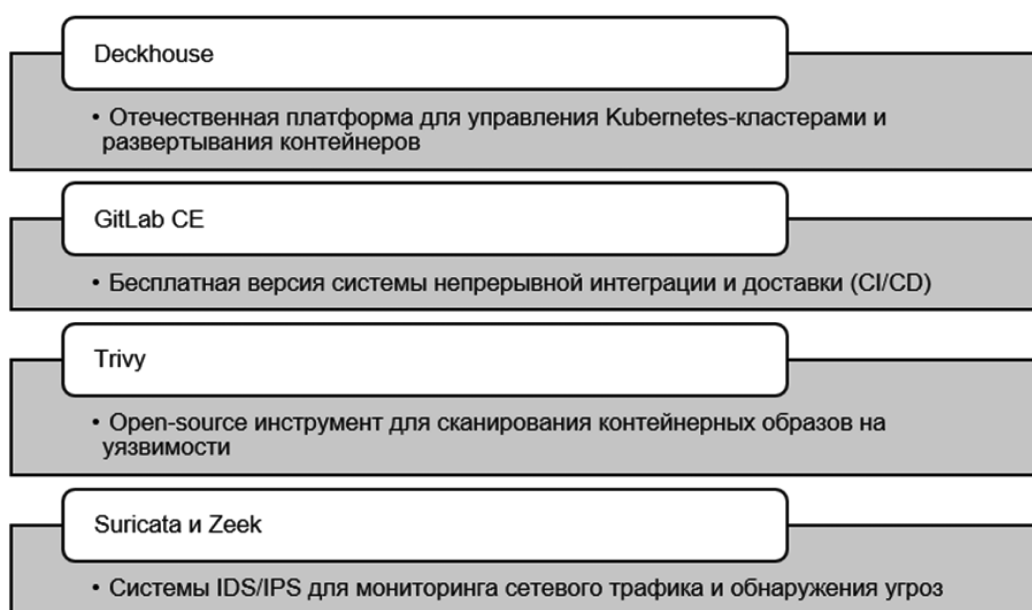 Deckhouse
• Отечественная платформа для управления Kubernetes-кластерами и
развертывания контейнеров
GitLab CE
• Бесплатная версия системы непрерывной интеграции и доставки (CI/CD)
Trivy
• Open-source инструмент для сканирования контейнерных образов на
уязвимости
Suricata и Zeek
• Системы IDS/IPS для мониторинга сетевого трафика и обнаружения угроз